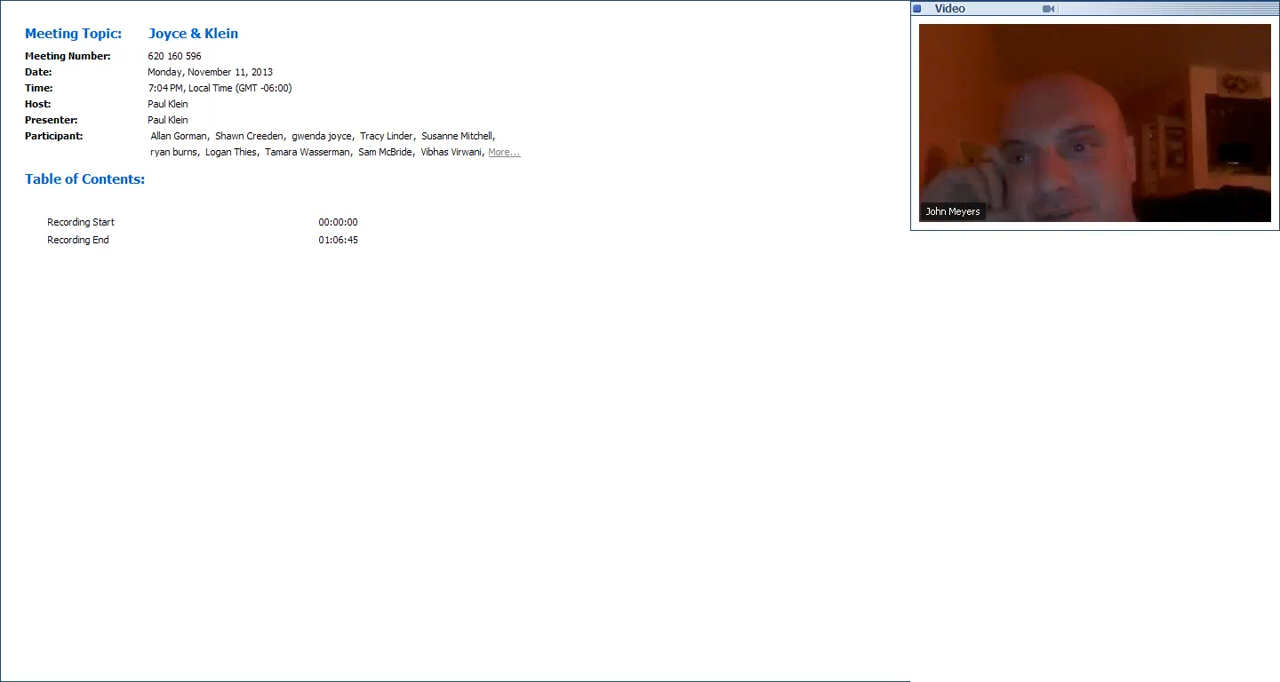 Meeting Topic: Joyce & Klein
Meeting Number: 620 160 596
Date: Monday, November 11, 2013
Time: 7:04 PM, Local Time (GMT -06:00)
Host: Paul Klein
Presenter: Paul Klein
Participant: Allan Gorman, Shawn Creeden, gwenda joyce, Tracy Linder, Susanne Mitchell,
ryan burns, Logan Thies, Tamara Wasserman, Sam McBride, Vibhas Virwani, More...
Table of Contents:
Recording Start 00:00:00
Recording End 01:06:45
Video
John Meyers